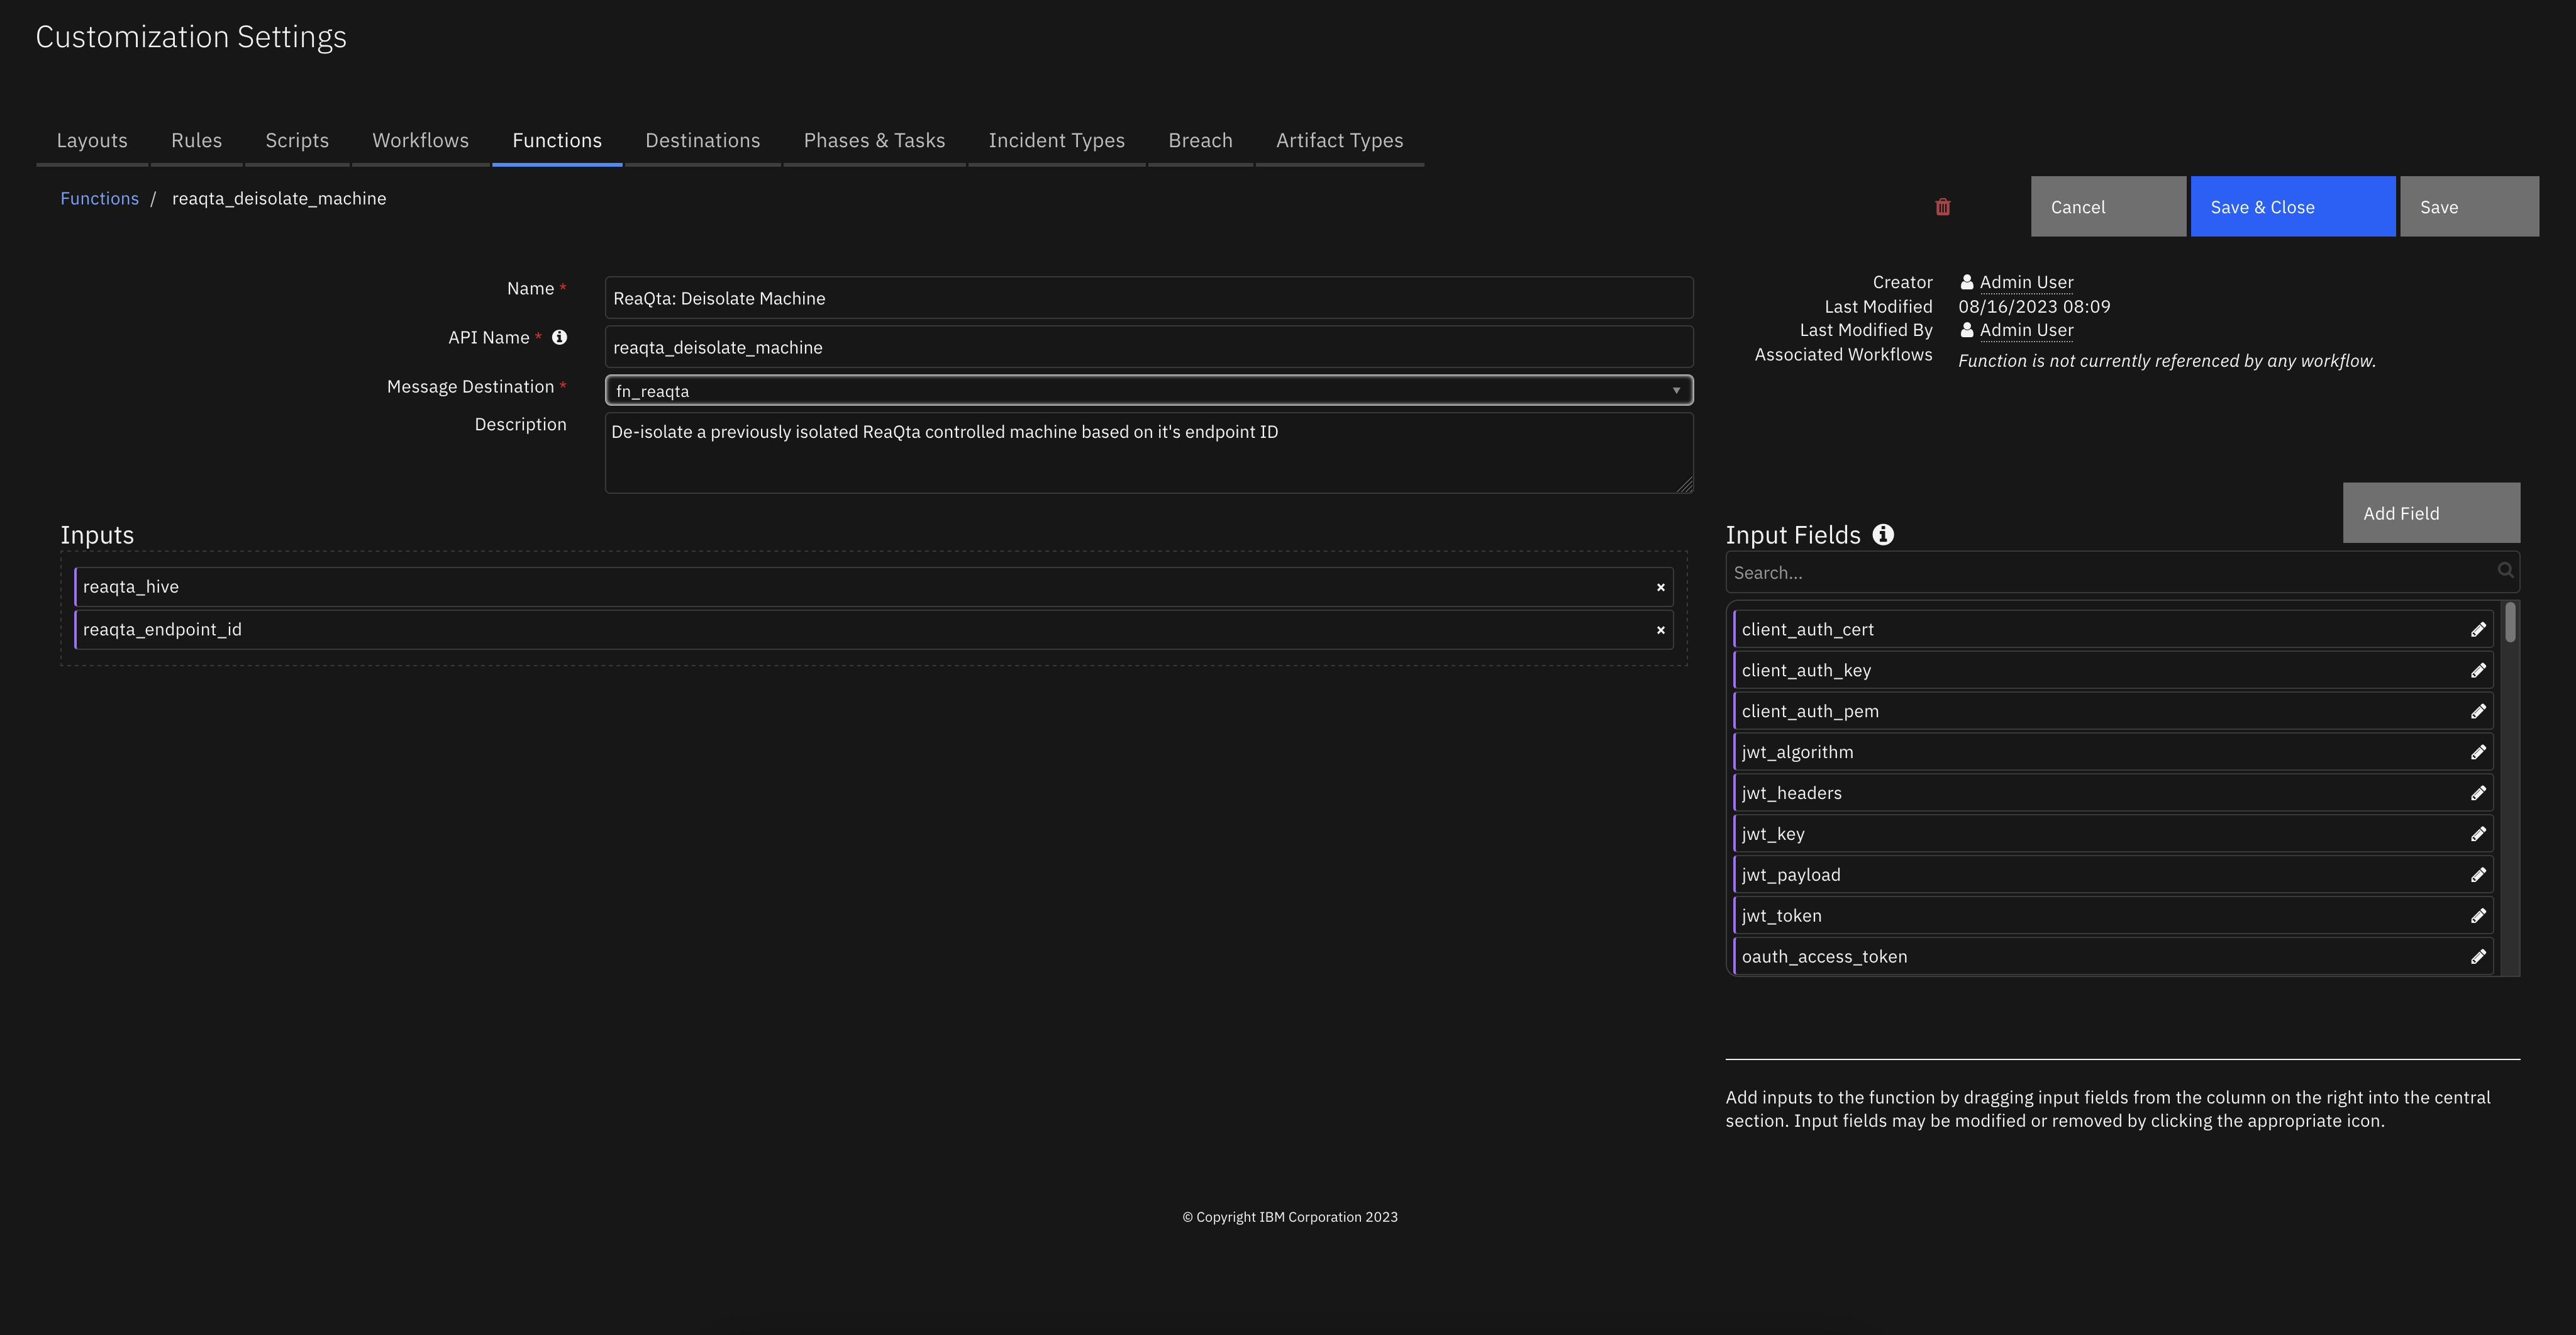 Customization Settings
Layouts Rules Scripts Workflows Functions Destinations Phases & Tasks Incident Types Breach Artifact Types
Functions / reaqta_deisolate_machine
Cancel Save & Close Save
Name * ReaQta: Deisolate Machine
API Name * reaqta_deisolate_machine
Message Destination * fn_reaqta
Description De-isolate a previously isolated ReaQta controlled machine based on it's endpoint ID
Creator Admin User
Last Modified 08/16/2023 08:09
Last Modified By Admin User
Associated Workflows Function is not currently referenced by any workflow.
Inputs
reaqta_hive
reaqta_endpoint_id
Add Field
Input Fields
Search...
client_auth_cert
client_auth_key
client_auth_pem
jwt_algorithm
jwt_headers
jwt_key
jwt_payload
jwt_token
oauth_access_token
Add inputs to the function by dragging input fields from the column on the right into the central
section. Input fields may be modified or removed by clicking the appropriate icon.
© Copyright IBM Corporation 2023